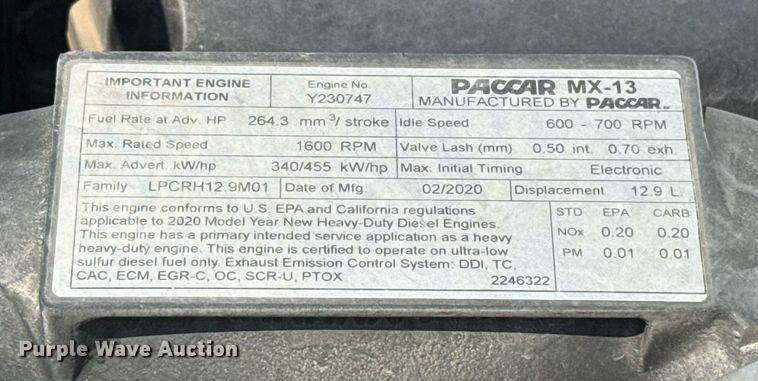 IMPORTANT ENGINE
INFORMATION
Engine No.
Y230747
PACCAR MX-13
MANUFACTURED BY PACCAR INC
Fuel Rate at Adv. HP 264.3 mm³/ stroke
Idle Speed 600 - 700 RPM
Max. Rated Speed 1600 RPM
Valve Lash (mm) 0.50 int. 0.70 exh.
Max. Advert. kW/hp 340/455 kW/hp
Max. Initial Timing Electronic
Family LPCRH12.9M01
Date of Mfg. 02/2020
Displacement 12.9 L
This engine conforms to U.S. EPA and California regulations
applicable to 2020 Model Year New Heavy-Duty Diesel Engines.
This engine has a primary intended service application as a heavy
heavy-duty engine. This engine is certified to operate on ultra-low
sulfur diesel fuel only. Exhaust Emission Control System: DDI, TC,
CAC, ECM, EGR-C, OC, SCR-U, PTOX
2246322
STD EPA CARB
NOx 0.20 0.20
PM 0.01 0.01
Purple Wave Auction